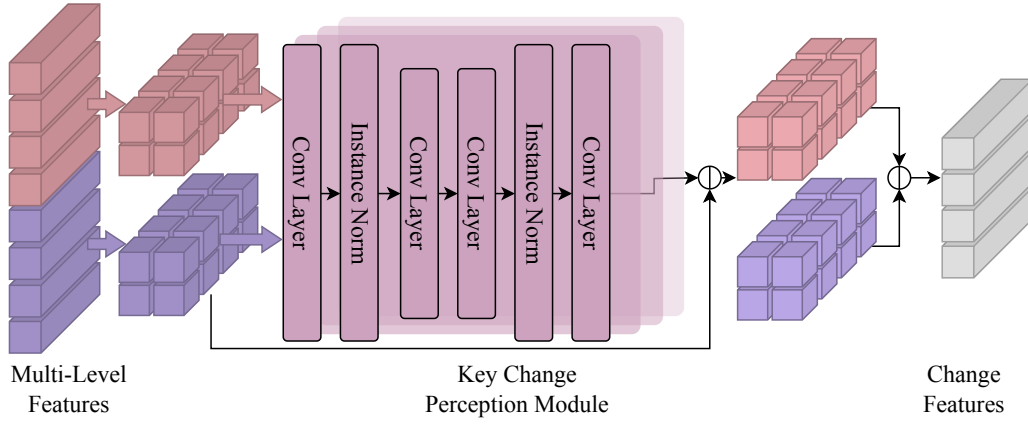 Conv Layer
Instance Norm
Conv Layer
Conv Layer
Instance Norm
Conv Layer
Multi-Level
Features
Key Change
Perception Module
Change
Features